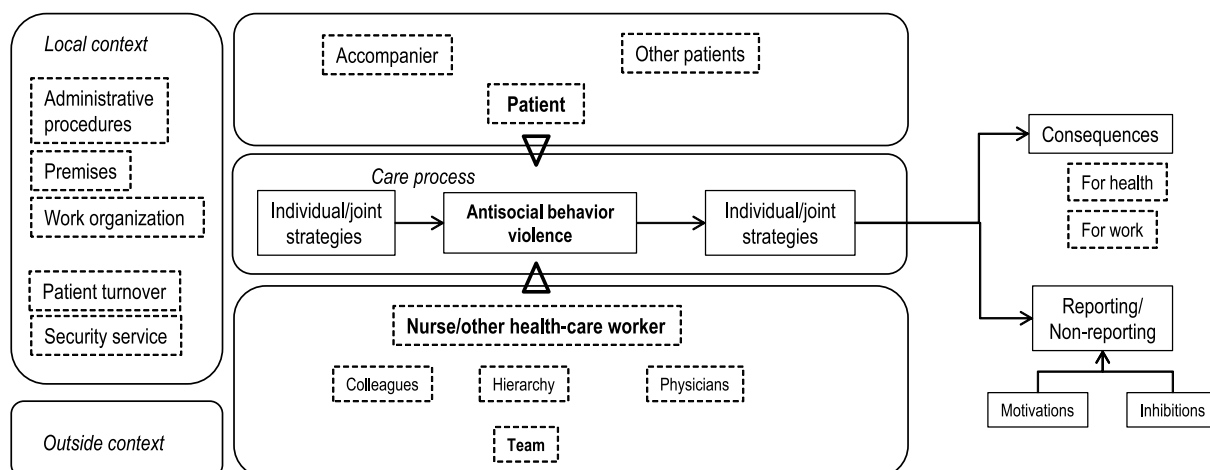 Local context
Administrative
procedures
Premises
Work organization
Patient turnover
Security service
Outside context
Accompanier
Other patients
Patient
Care process
Individual/joint
strategies
Antisocial behavior
violence
Individual/joint
strategies
Nurse/other health-care worker
Colleagues
Hierarchy
Physicians
Team
Consequences
For health
For work
Reporting/
Non-reporting
Motivations
Inhibitions